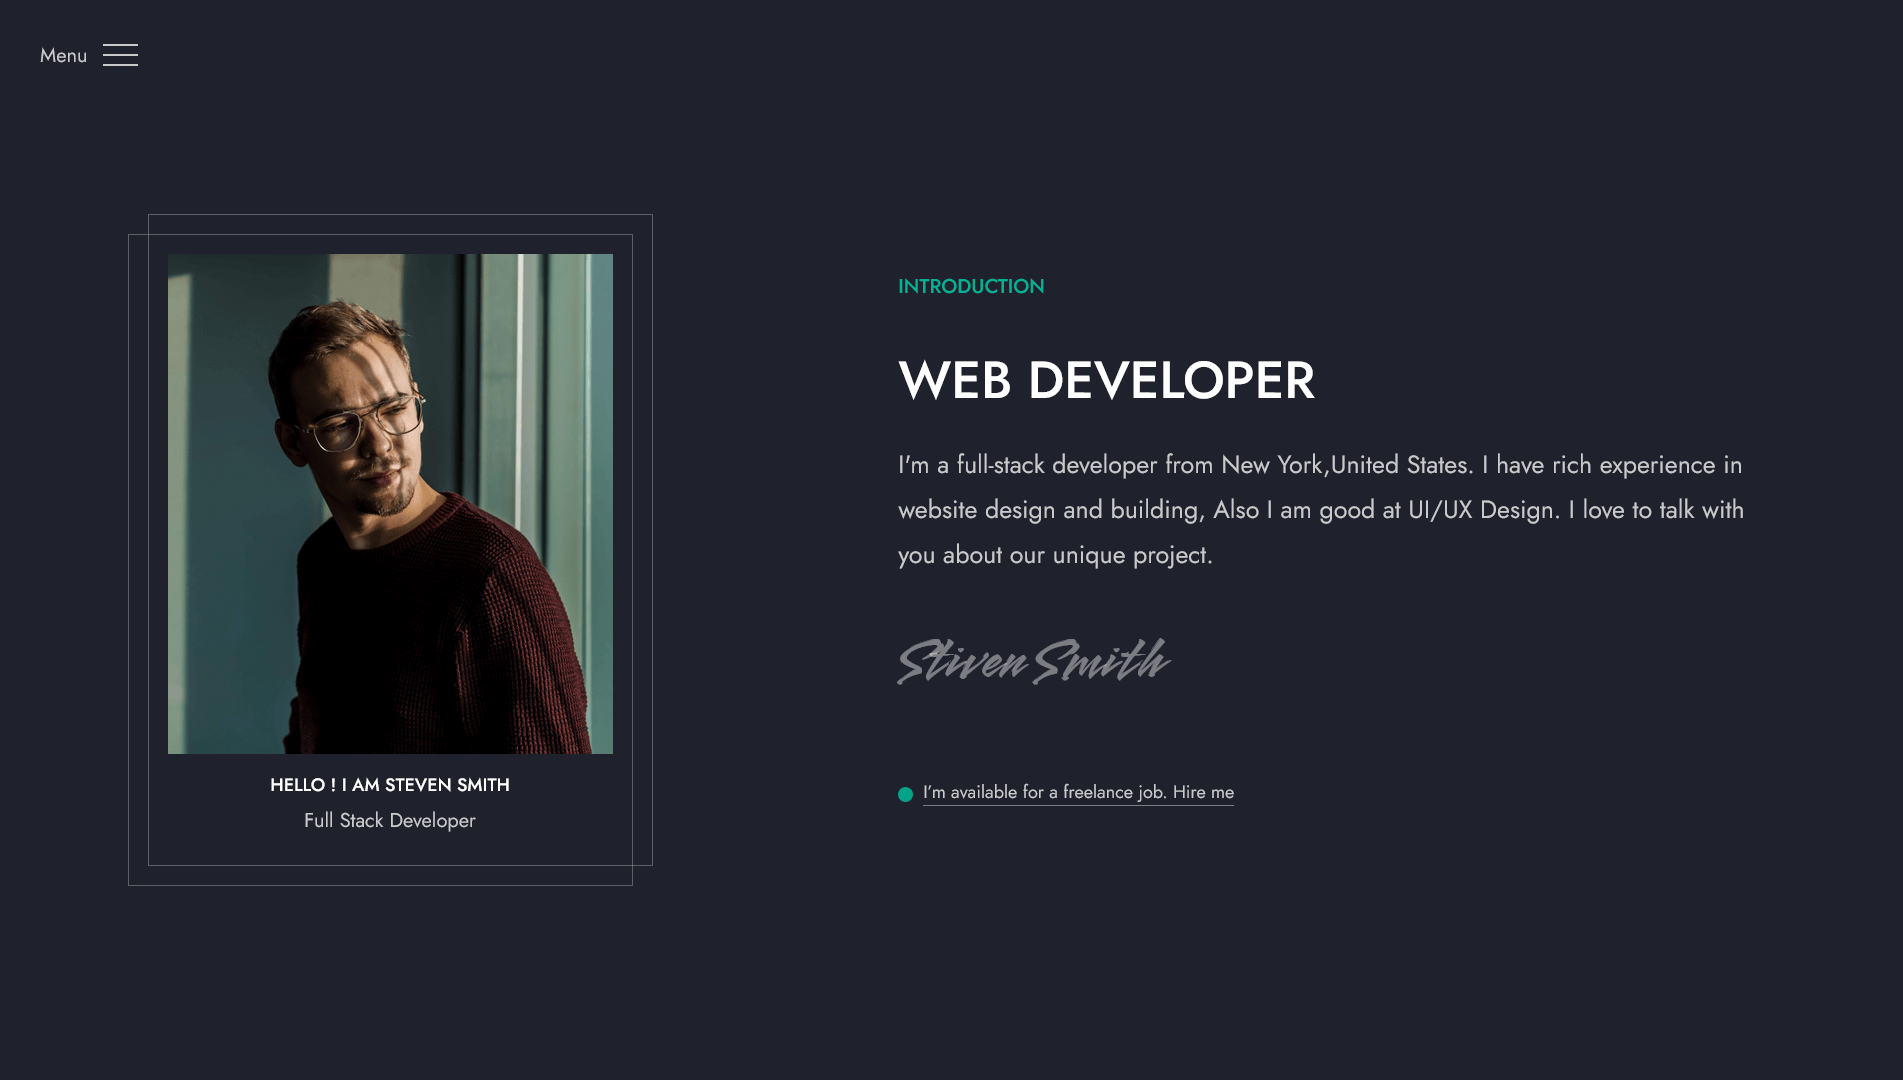 Menu
HELLO ! I AM STEVEN SMITH
Full Stack Developer
INTRODUCTION
WEB DEVELOPER
I'm a full-stack developer from New York,United States. I have rich experience in
website design and building, Also I am good at UI/UX Design. I love to talk with
you about our unique project.
Stiven Smith
I'm available for a freelance job. Hire me